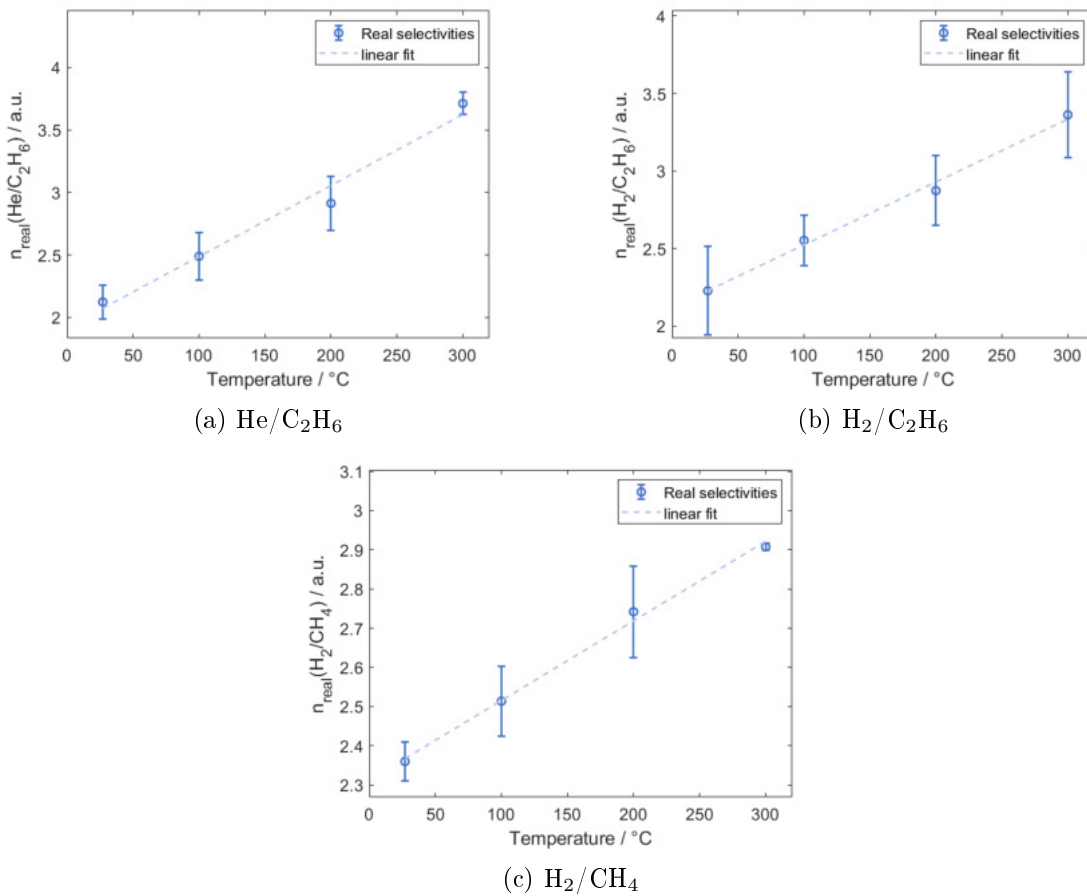 4
3.5
3
2.5
2
n_real(He/C₂H₆) / a.u.
Real selectivities
linear fit
0 50 100 150 200 250 300
Temperature / °C
(a) He/C₂H₆
4
3.5
3
2.5
2
n_real(H₂/C₂H₆) / a.u.
Real selectivities
linear fit
0 50 100 150 200 250 300
Temperature / °C
(b) H₂/C₂H₆
3.1
3
2.9
2.8
2.7
2.6
2.5
2.4
2.3
n_real(H₂/CH₄) / a.u.
Real selectivities
linear fit
0 50 100 150 200 250 300
Temperature / °C
(c) H₂/CH₄